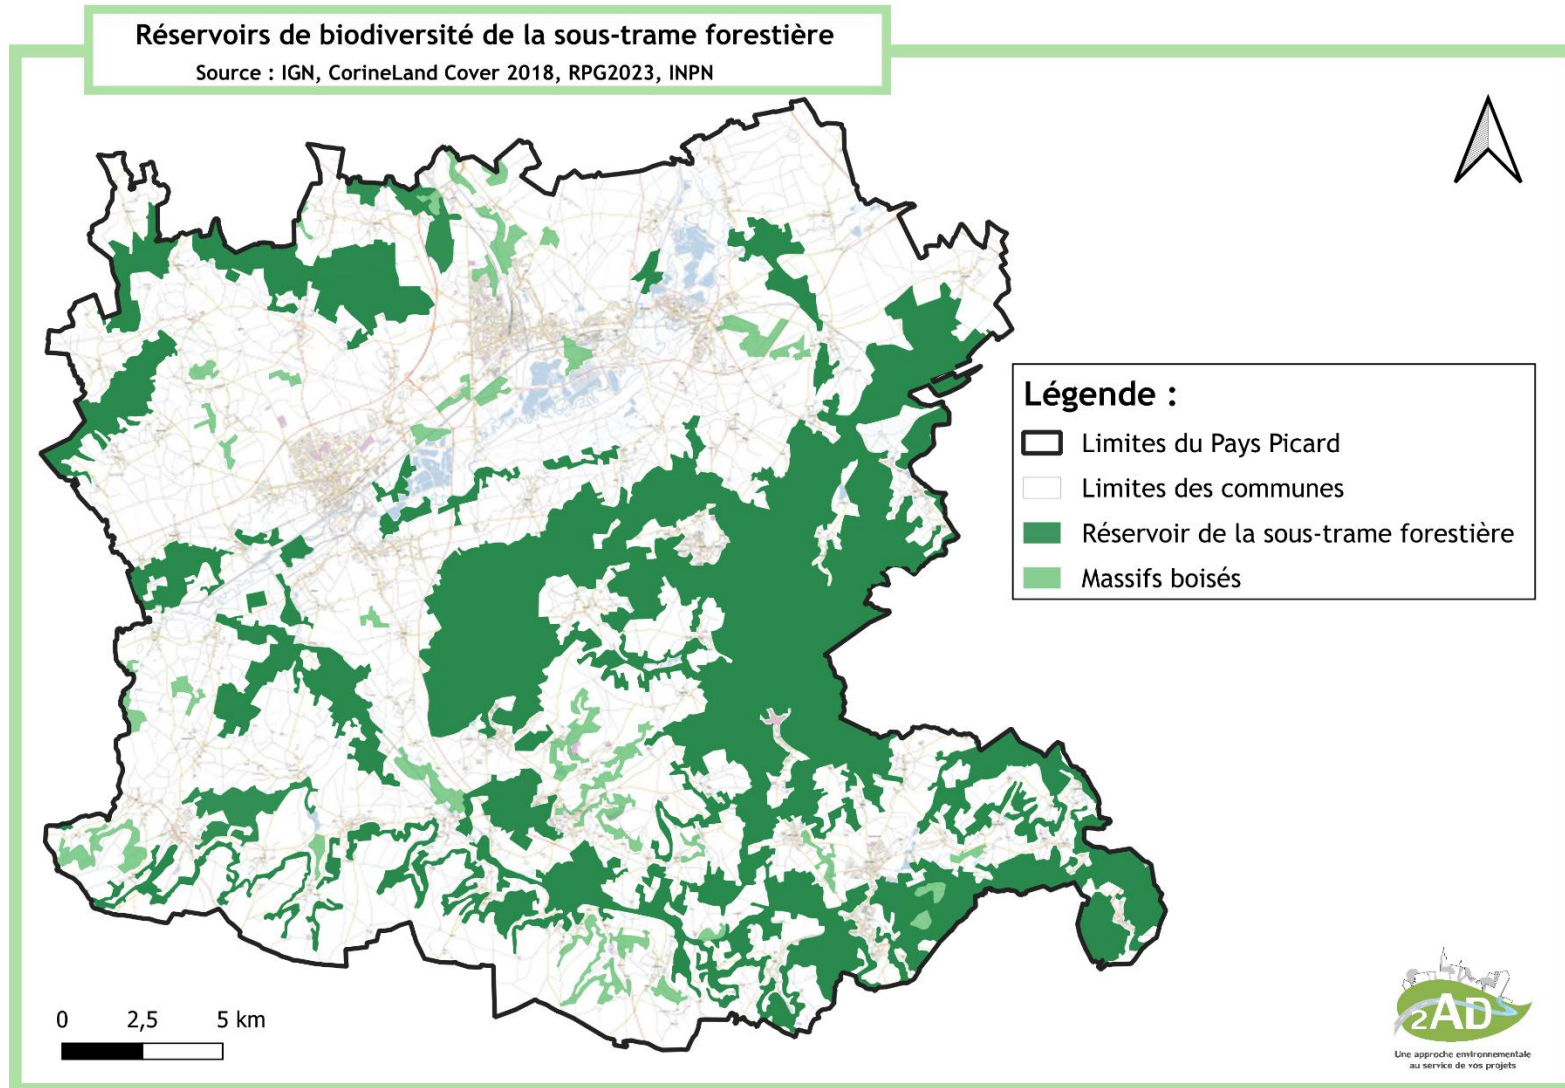 Réservoirs de biodiversité de la sous-trame forestière
Source : IGN, CorineLand Cover 2018, RPG2023, INPN
Légende :
Limites du Pays Picard
Limites des communes
Réservoir de la sous-trame forestière
Massifs boisés
0 2,5 5 km
2AD
Une approche environnementale
au service de vos projets